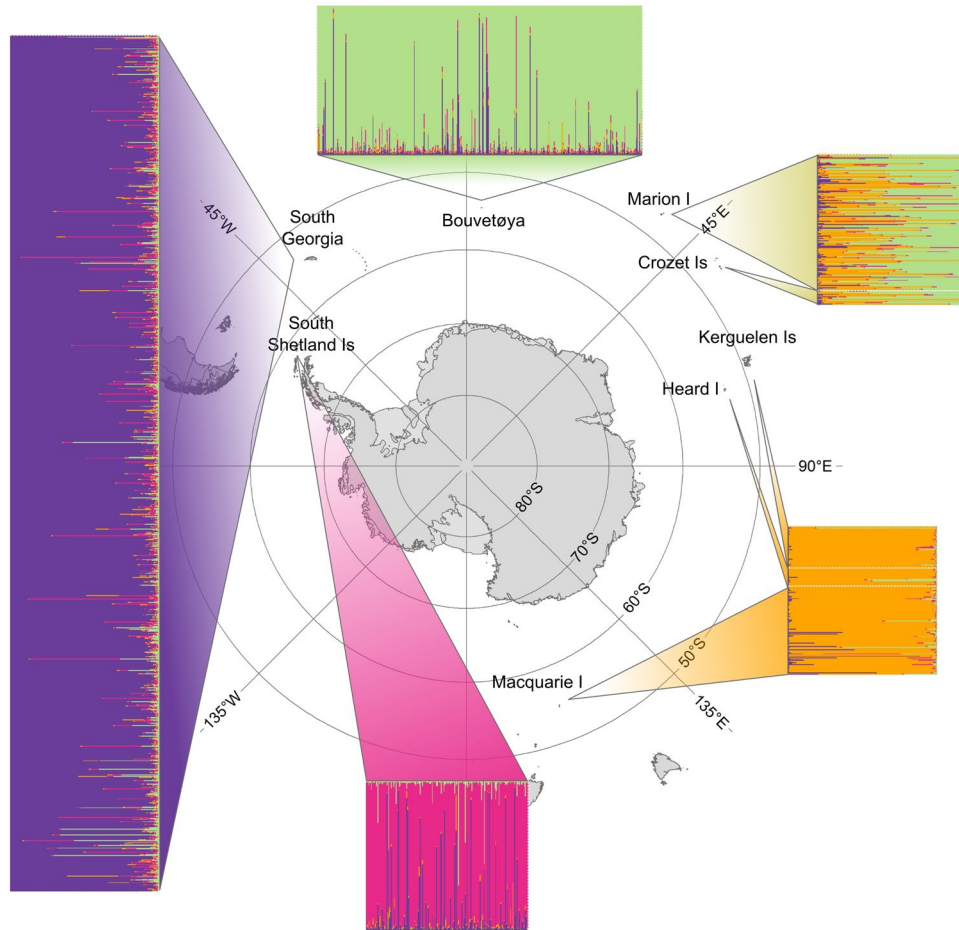 45°W
South
Georgia
Bouvetøya
Marion I
45°E
Crozet Is
South
Shetland Is
Kerguelen Is
Heard I
90°E
80°S
70°S
60°S
50°S
Macquarie I
135°W
135°E